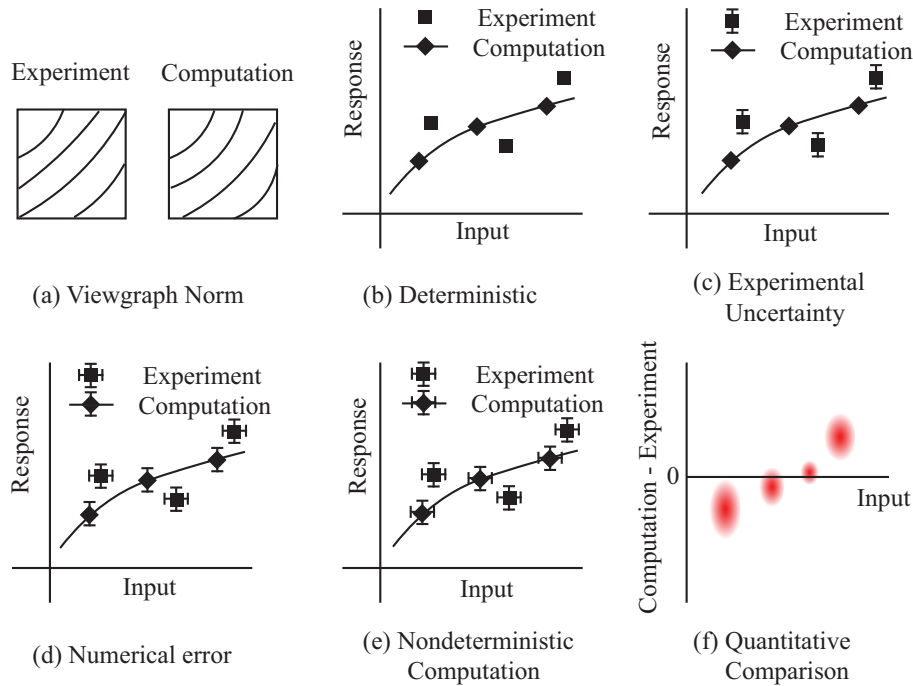 Experiment
Computation
(a) Viewgraph Norm
Response
Experiment
Computation
Input
(b) Deterministic
Response
Experiment
Computation
Input
(c) Experimental
Uncertainty
Response
Experiment
Computation
Input
(d) Numerical error
Response
Experiment
Computation
Input
(e) Nondeterministic
Computation
Computation - Experiment
0
Input
(f) Quantitative
Comparison